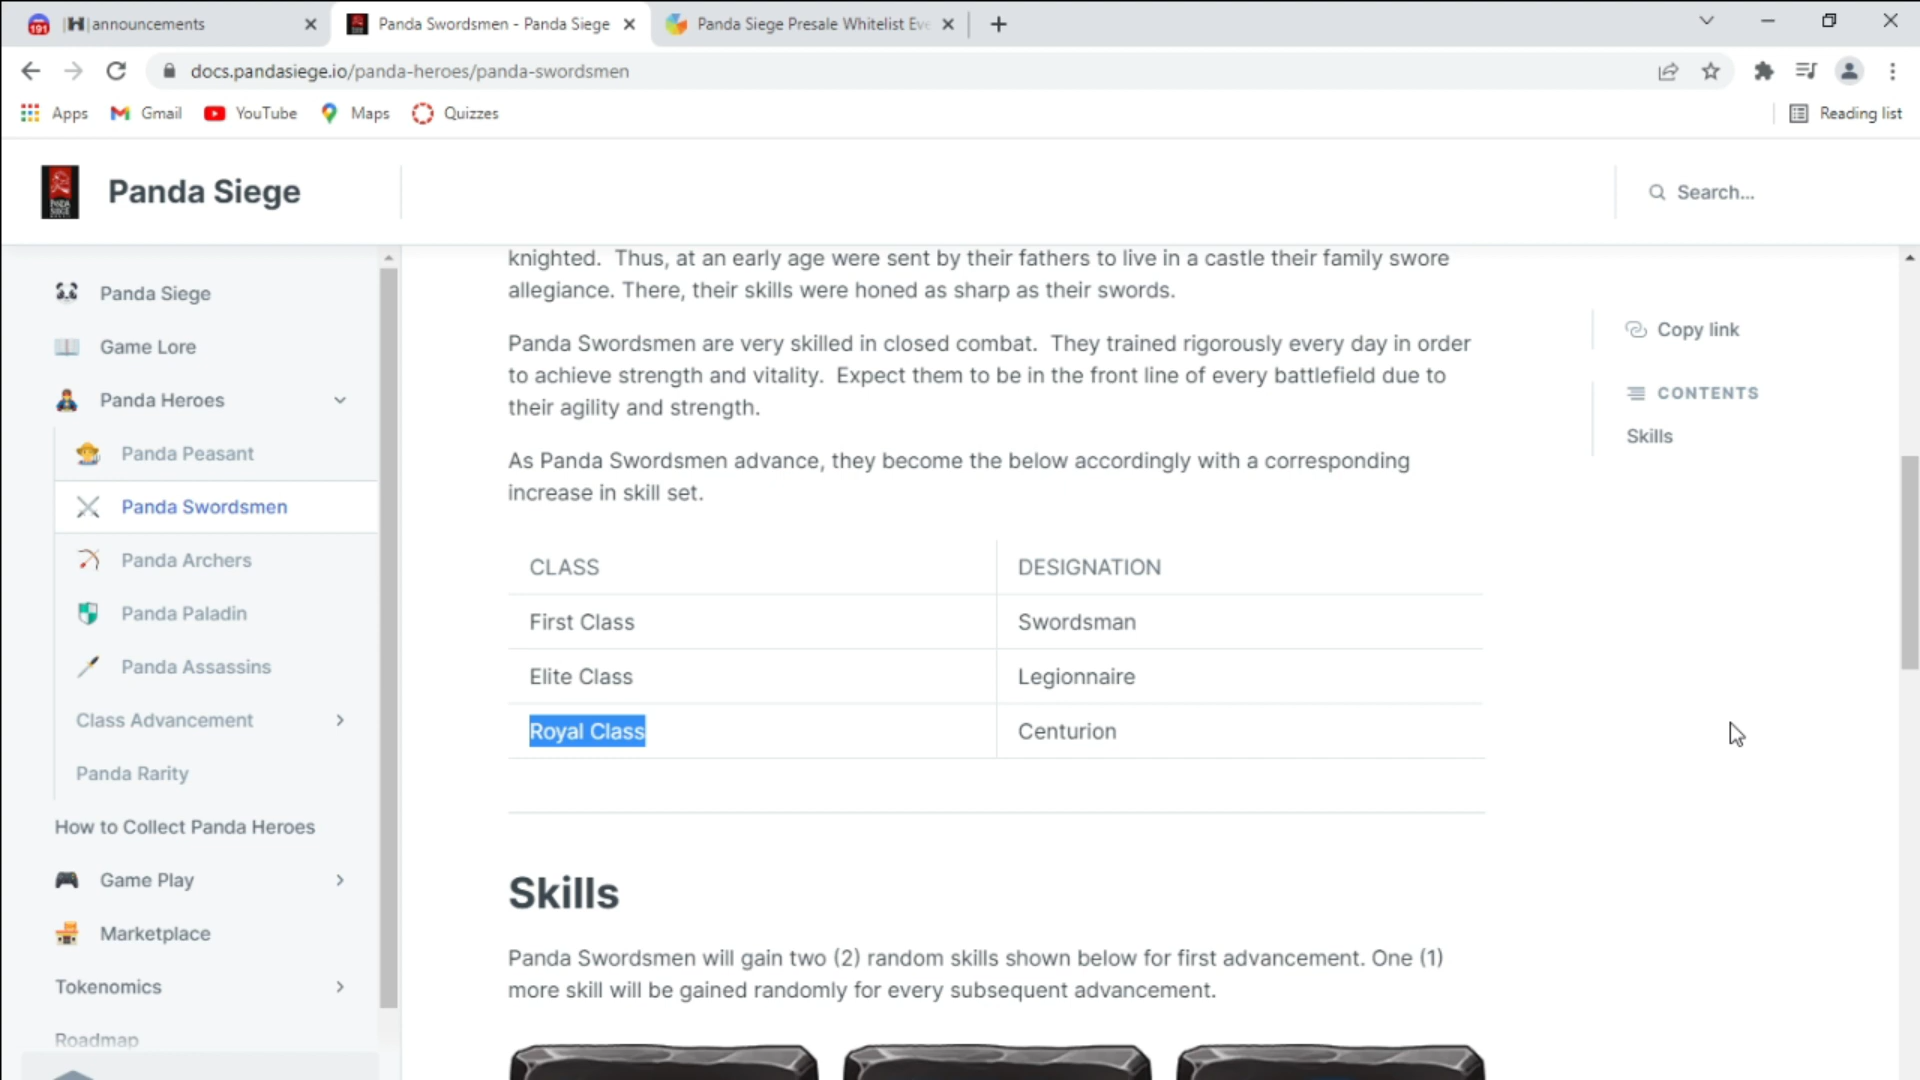 191
|H|announcements
Panda Swordsmen - Panda Siege
Panda Siege Presale Whitelist Eve
docs.pandasiege.io/panda-heroes/panda-swordsmen
Apps
Gmail
YouTube
Maps
Quizzes
Reading list
PANDA SIEGE
Panda Siege
Search...
Panda Siege
Game Lore
Panda Heroes
Panda Peasant
Panda Swordsmen
Panda Archers
Panda Paladin
Panda Assassins
Class Advancement
Panda Rarity
How to Collect Panda Heroes
Game Play
Marketplace
Tokenomics
Roadmap
knighted.  Thus, at an early age were sent by their fathers to live in a castle their family swore
allegiance. There, their skills were honed as sharp as their swords.
Panda Swordsmen are very skilled in closed combat.  They trained rigorously every day in order
to achieve strength and vitality.  Expect them to be in the front line of every battlefield due to
their agility and strength.
As Panda Swordsmen advance, they become the below accordingly with a corresponding
increase in skill set.
CLASS DESIGNATION
First Class Swordsman
Elite Class Legionnaire
Royal Class Centurion
Skills
Panda Swordsmen will gain two (2) random skills shown below for first advancement. One (1)
more skill will be gained randomly for every subsequent advancement.
Copy link
CONTENTS
Skills